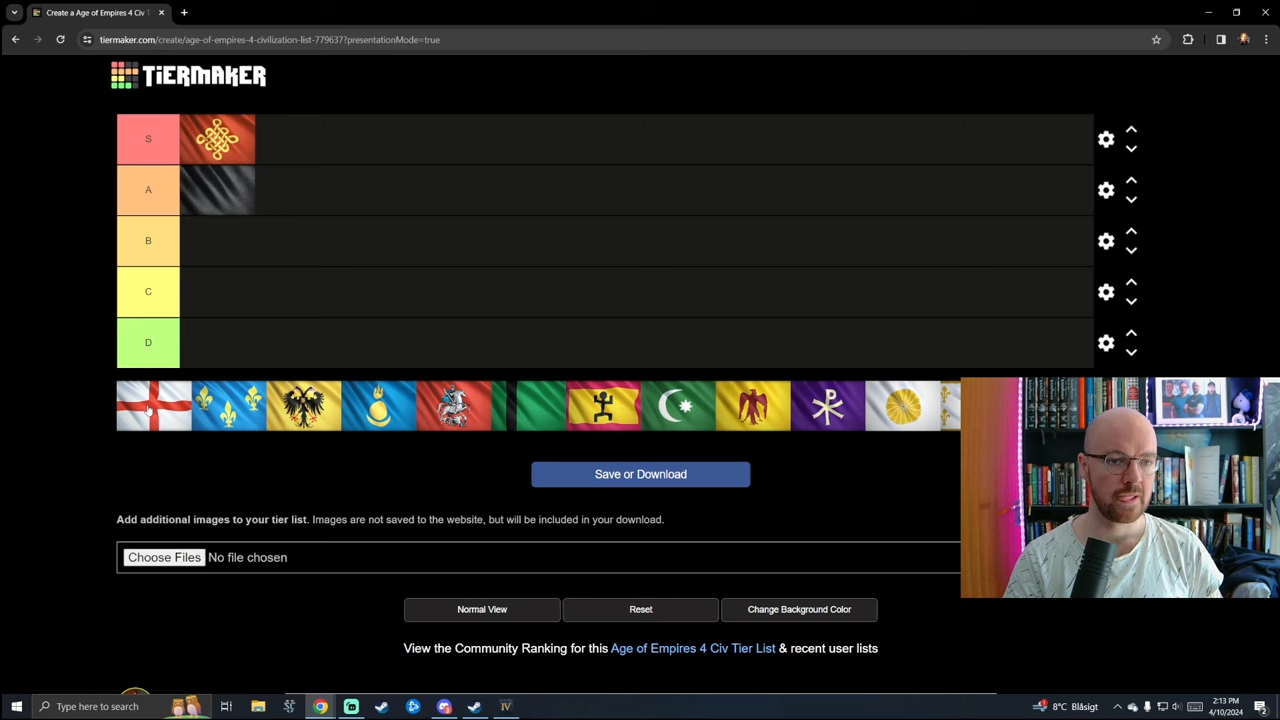 Create a Age of Empires 4 Civ Ti
tiermaker.com/create/age-of-empires-4-civilization-list-779637?presentationMode=true
TiERMAKER
S
A
B
C
D
Save or Download
Add additional images to your tier list. Images are not saved to the website, but will be included in your download.
Choose Files No file chosen
Normal View
Reset
Change Background Color
View the Community Ranking for this Age of Empires 4 Civ Tier List & recent user lists
Type here to search
IV
8°C Blåsigt
2:13 PM
4/10/2024
2